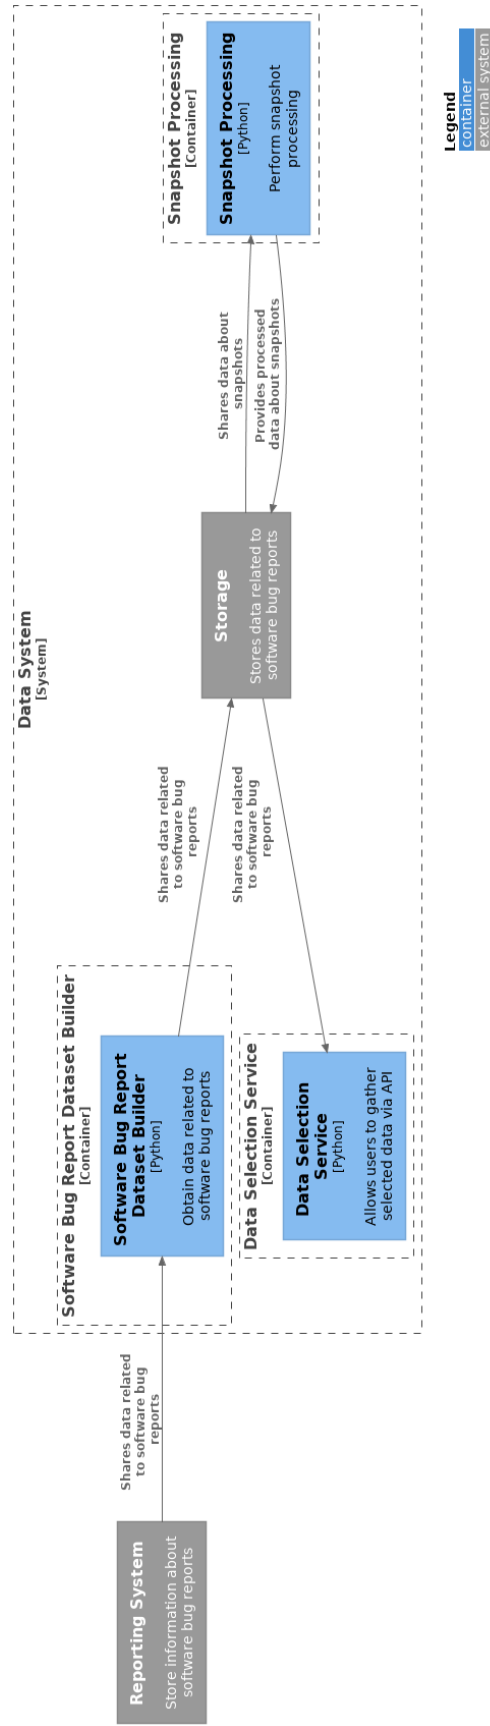 Data System
[System]
Software Bug Report Dataset Builder
[Container]
Software Bug Report
Dataset Builder
[Python]
Obtain data related to
software bug reports
Data Selection Service
[Container]
Data Selection
Service
[Python]
Allows users to gather
selected data via API
Snapshot Processing
[Container]
Snapshot Processing
[Python]
Perform snapshot
processing
Storage
Stores data related to
software bug reports
Reporting System
Store information about
software bug reports
Shares data related
to software bug
reports
Shares data related
to software bug
reports
Shares data related
to software bug
reports
Shares data about
snapshots
Provides processed
data about snapshots
Legend
container
external system